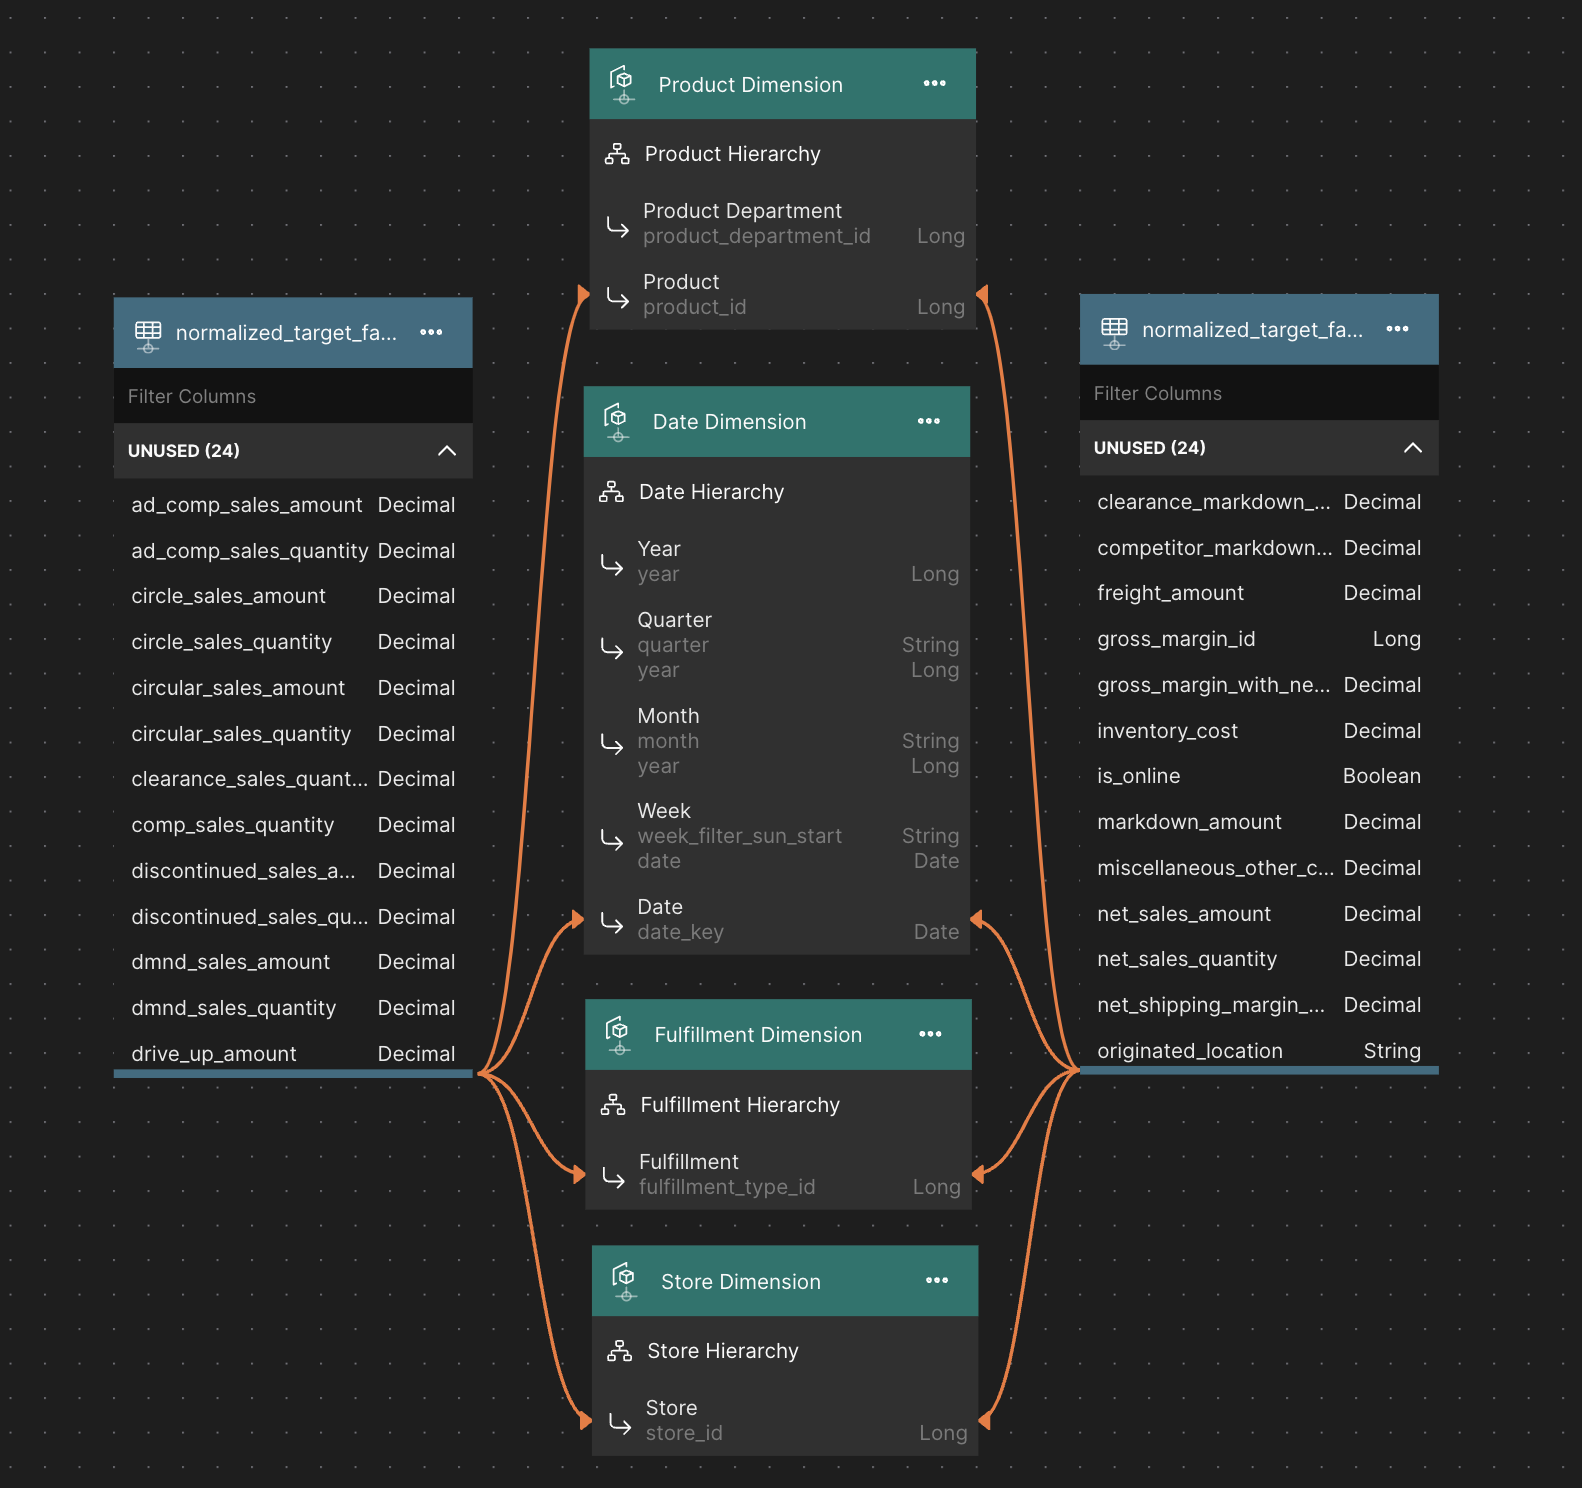 Product Dimension
Product Hierarchy
Product Department
product_department_id Long
Product
product_id Long
normalized_target_fa...
Filter Columns
UNUSED (24)
ad_comp_sales_amount Decimal
ad_comp_sales_quantity Decimal
circle_sales_amount Decimal
circle_sales_quantity Decimal
circular_sales_amount Decimal
circular_sales_quantity Decimal
clearance_sales_quant... Decimal
comp_sales_quantity Decimal
discontinued_sales_a... Decimal
discontinued_sales_qu... Decimal
dmnd_sales_amount Decimal
dmnd_sales_quantity Decimal
drive_up_amount Decimal
Date Dimension
Date Hierarchy
Year
year Long
Quarter
quarter String
year Long
Month
month String
year Long
Week
week_filter_sun_start String
date Date
Date
date_key Date
Fulfillment Dimension
Fulfillment Hierarchy
Fulfillment
fulfillment_type_id Long
Store Dimension
Store Hierarchy
Store
store_id Long
normalized_target_fa...
Filter Columns
UNUSED (24)
clearance_markdown_... Decimal
competitor_markdown... Decimal
freight_amount Decimal
gross_margin_id Long
gross_margin_with_ne... Decimal
inventory_cost Decimal
is_online Boolean
markdown_amount Decimal
miscellaneous_other_c... Decimal
net_sales_amount Decimal
net_sales_quantity Decimal
net_shipping_margin_... Decimal
originated_location String